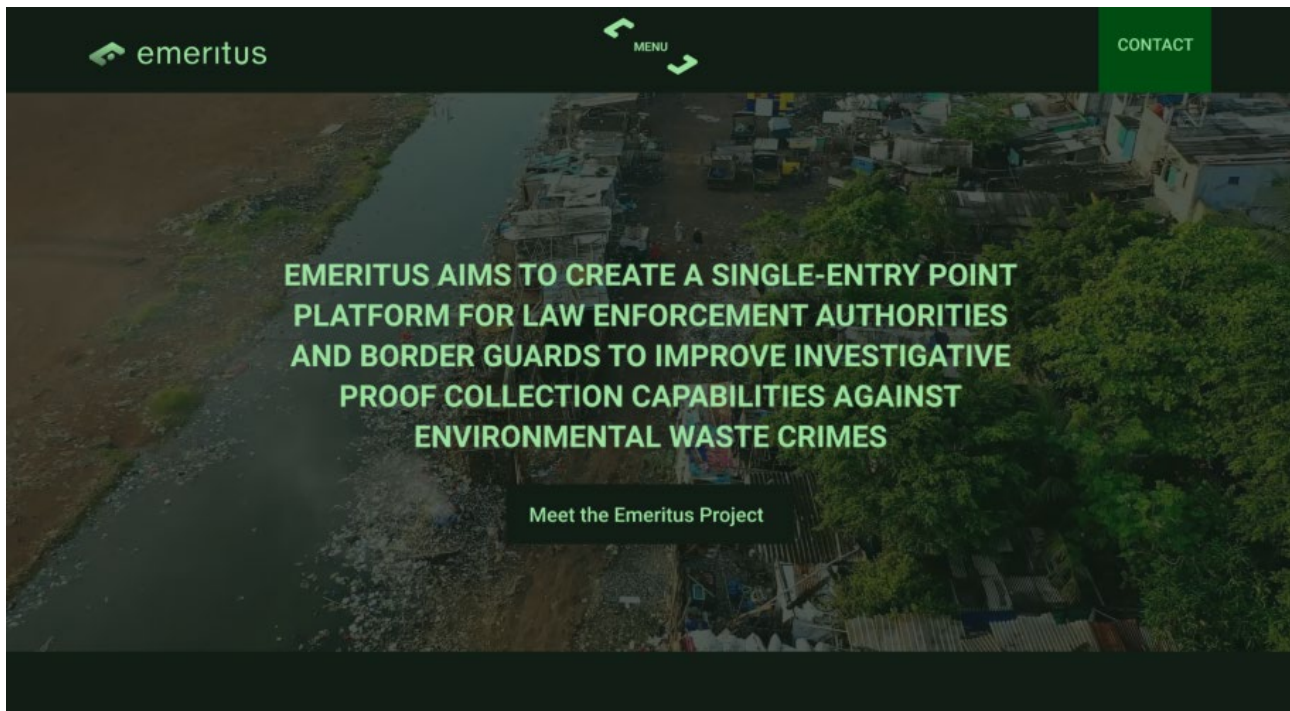 emeritus
MENU
CONTACT
EMERITUS AIMS TO CREATE A SINGLE-ENTRY POINT
PLATFORM FOR LAW ENFORCEMENT AUTHORITIES
AND BORDER GUARDS TO IMPROVE INVESTIGATIVE
PROOF COLLECTION CAPABILITIES AGAINST
ENVIRONMENTAL WASTE CRIMES
Meet the Emeritus Project